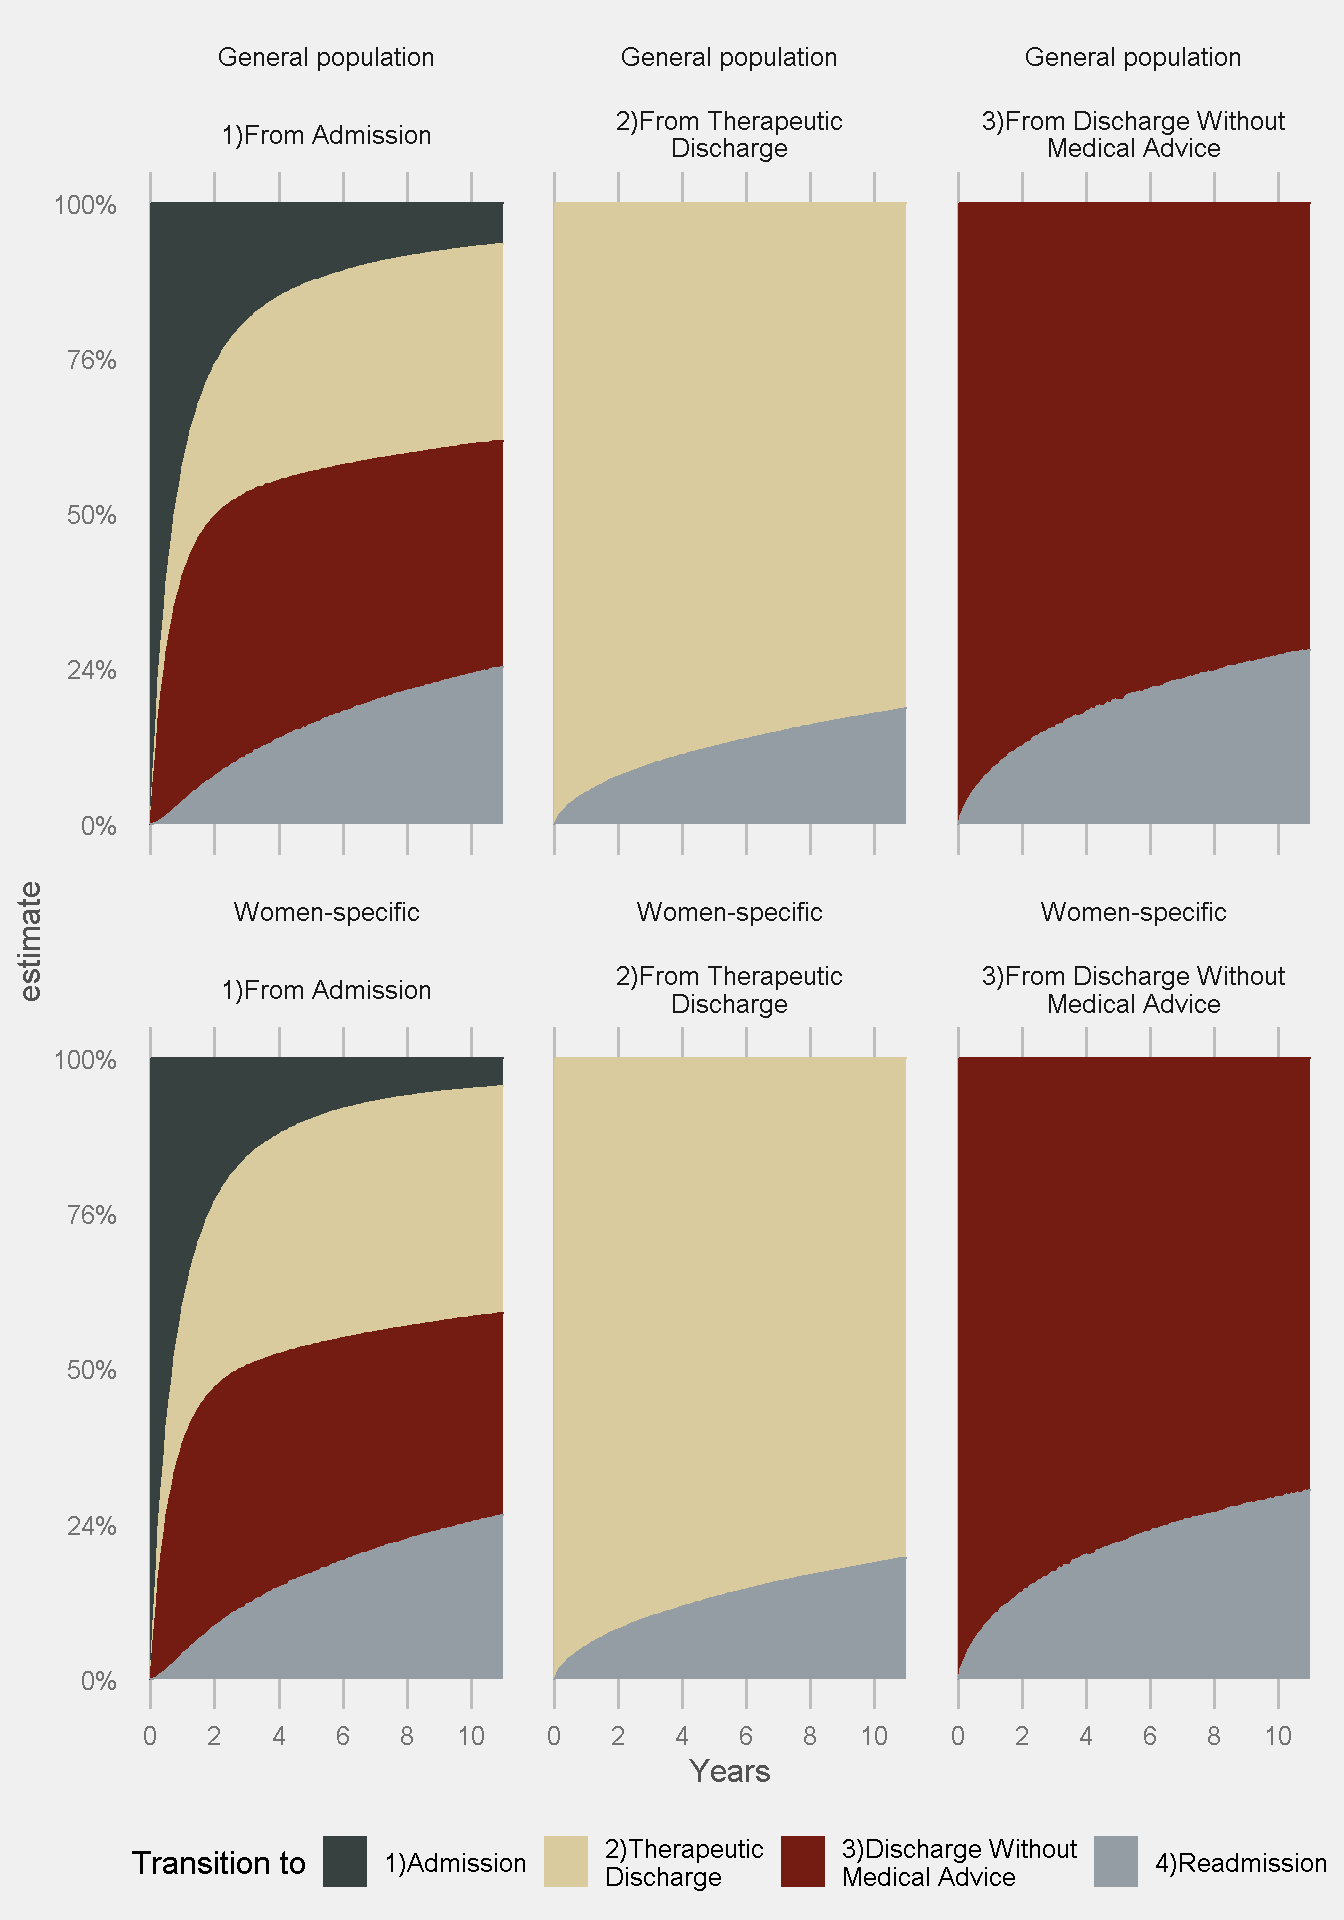 General population
General population
General population
1)From Admission
2)From Therapeutic
Discharge
3)From Discharge Without
Medical Advice
100%
76%
50%
24%
0%
estimate
Women-specific
Women-specific
Women-specific
1)From Admission
2)From Therapeutic
Discharge
3)From Discharge Without
Medical Advice
100%
76%
50%
24%
0%
0 2 4 6 8 10
0 2 4 6 8 10
0 2 4 6 8 10
Years
Transition to
1)Admission
2)Therapeutic
Discharge
3)Discharge Without
Medical Advice
4)Readmission